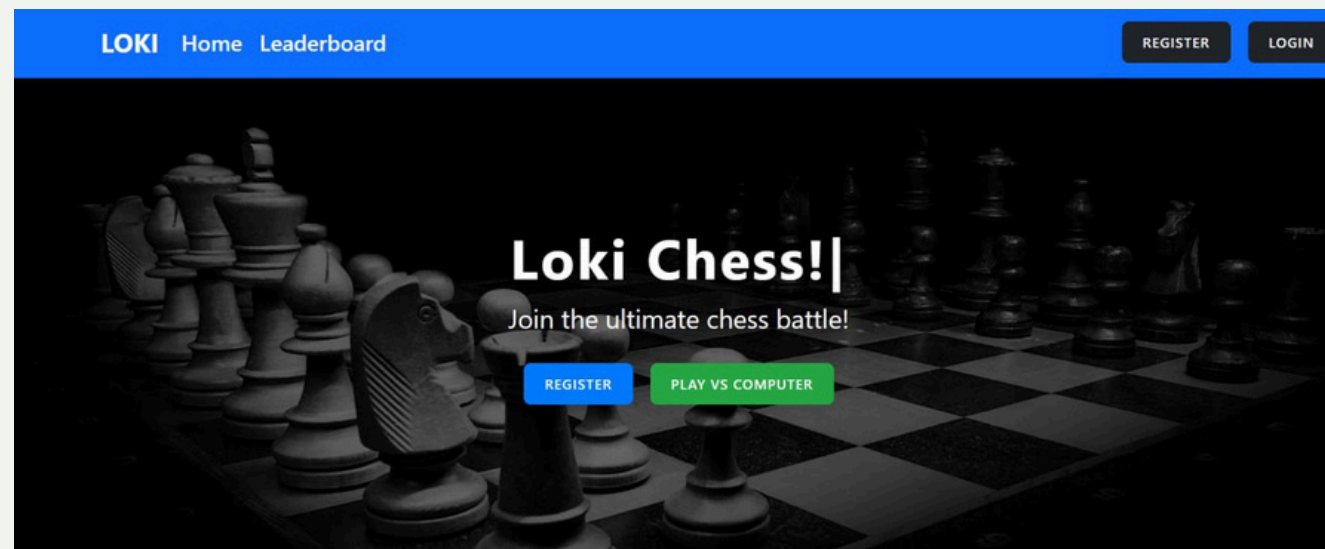 LOKI Home Leaderboard REGISTER LOGIN
Loki Chess!|
Join the ultimate chess battle!
REGISTER PLAY VS COMPUTER